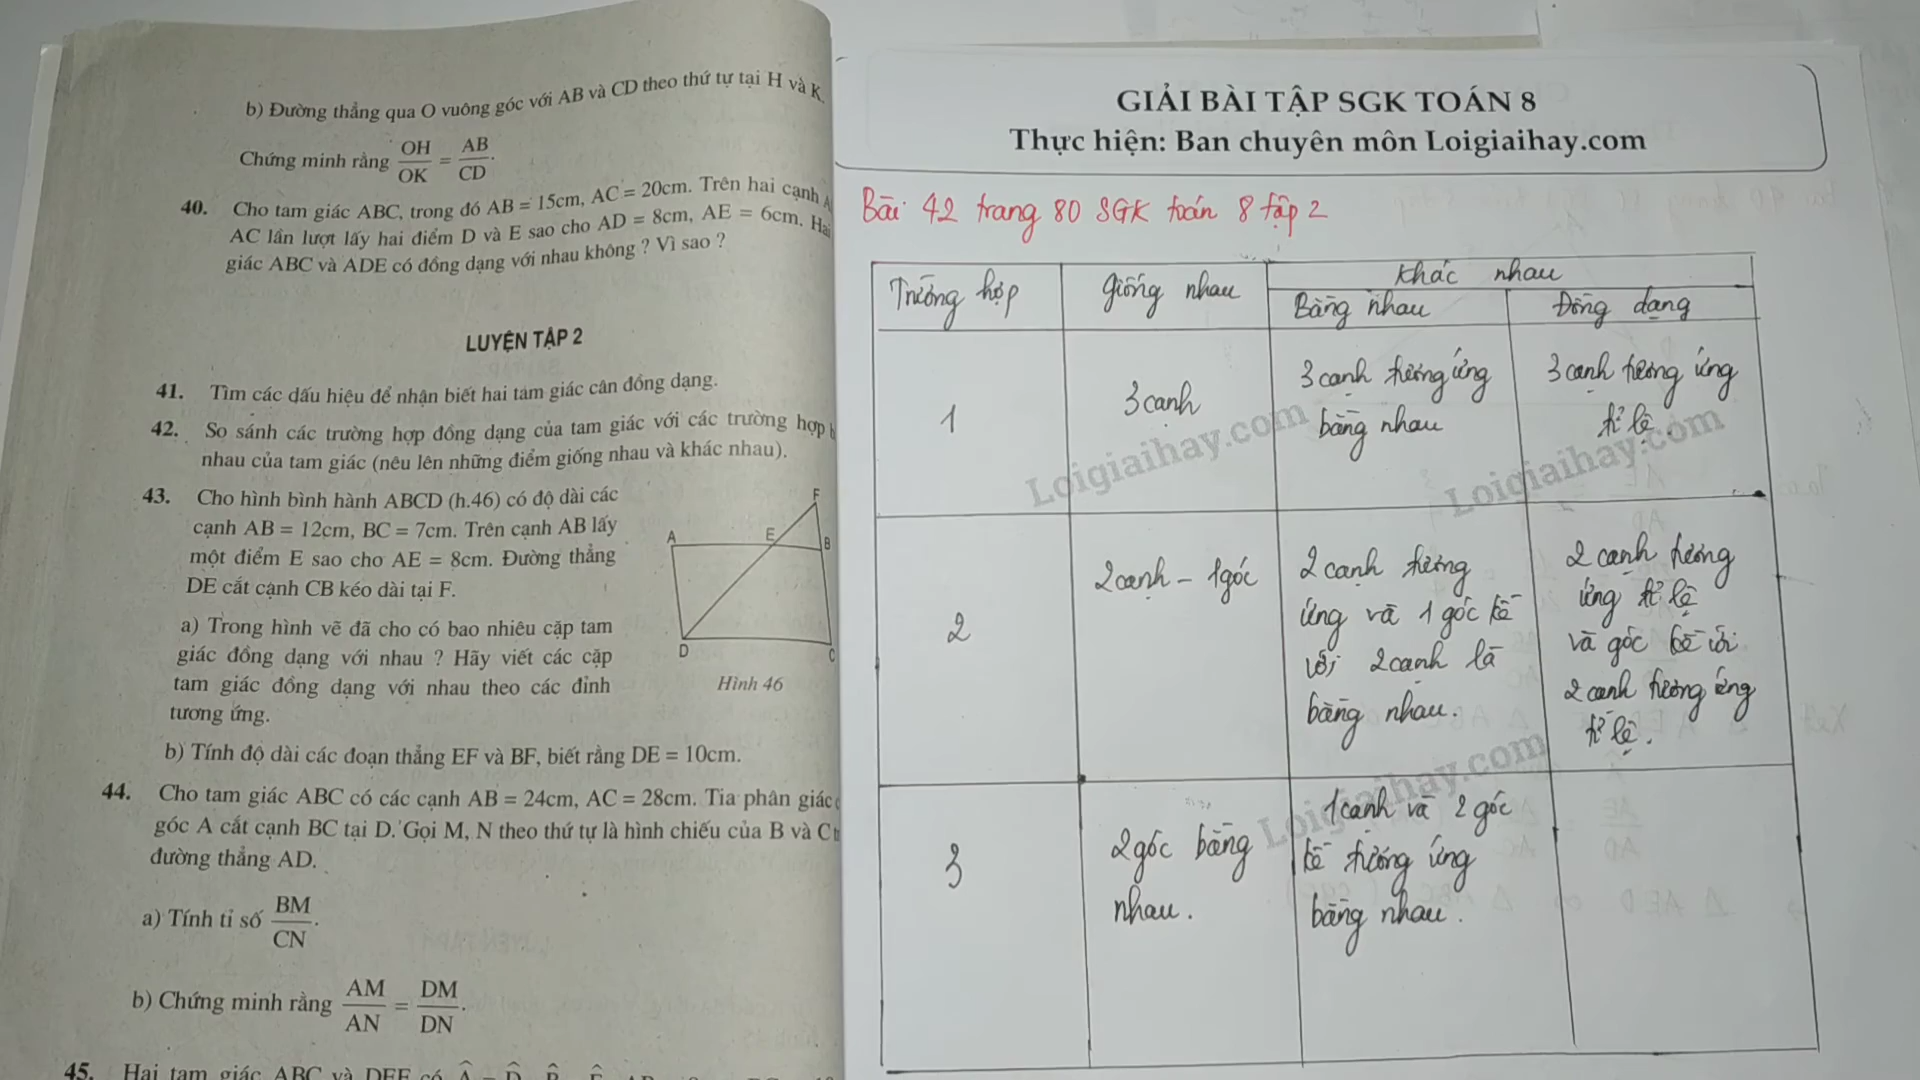 b) Đường thẳng qua O vuông góc với AB và CD theo thứ tự tại H và K.
Chứng minh rằng OH/OK = AB/CD.
40. Cho tam giác ABC, trong đó AB = 15cm, AC = 20cm. Trên hai cạnh
AC lần lượt lấy hai điểm D và E sao cho AD = 8cm, AE = 6cm. Hai
giác ABC và ADE có đồng dạng với nhau không ? Vì sao ?
LUYỆN TẬP 2
41. Tìm các dấu hiệu để nhận biết hai tam giác cân đồng dạng.
42. So sánh các trường hợp đồng dạng của tam giác với các trường hợp
nhau của tam giác (nêu lên những điểm giống nhau và khác nhau).
43. Cho hình bình hành ABCD (h.46) có độ dài các
cạnh AB = 12cm, BC = 7cm. Trên cạnh AB lấy
một điểm E sao cho AE = 8cm. Đường thẳng
DE cắt cạnh CB kéo dài tại F.
a) Trong hình vẽ đã cho có bao nhiêu cặp tam
giác đồng dạng với nhau ? Hãy viết các cặp
tam giác đồng dạng với nhau theo các đỉnh
tương ứng.
F
A E B
D C
Hình 46
b) Tính độ dài các đoạn thẳng EF và BF, biết rằng DE = 10cm.
44. Cho tam giác ABC có các cạnh AB = 24cm, AC = 28cm. Tia phân giác
góc A cắt cạnh BC tại D. Gọi M, N theo thứ tự là hình chiếu của B và C
đường thẳng AD.
a) Tính tỉ số BM/CN.
b) Chứng minh rằng AM/AN = DM/DN.
45. Hai tam giác ABC và DEF có
GIẢI BÀI TẬP SGK TOÁN 8
Thực hiện: Ban chuyên môn Loigiaihay.com
Bài 42 trang 80 SGK toán 8 tập 2
Trường hợp
Giống nhau
Khác nhau
Bằng nhau
Đồng dạng
1
3 cạnh
3 cạnh tương ứng
bằng nhau
3 cạnh tương ứng
tỉ lệ.
2
2 cạnh - 1 góc
2 cạnh tương
ứng và 1 góc kề
với 2 cạnh là
bằng nhau.
2 cạnh tương
ứng tỉ lệ
và góc kề với
2 cạnh tương ứng
tỉ lệ.
3
2 góc bằng
nhau.
1 cạnh và 2 góc
kề tương ứng
bằng nhau.
Loigiaihay.com
Loigiaihay.com
Loigiaihay.com